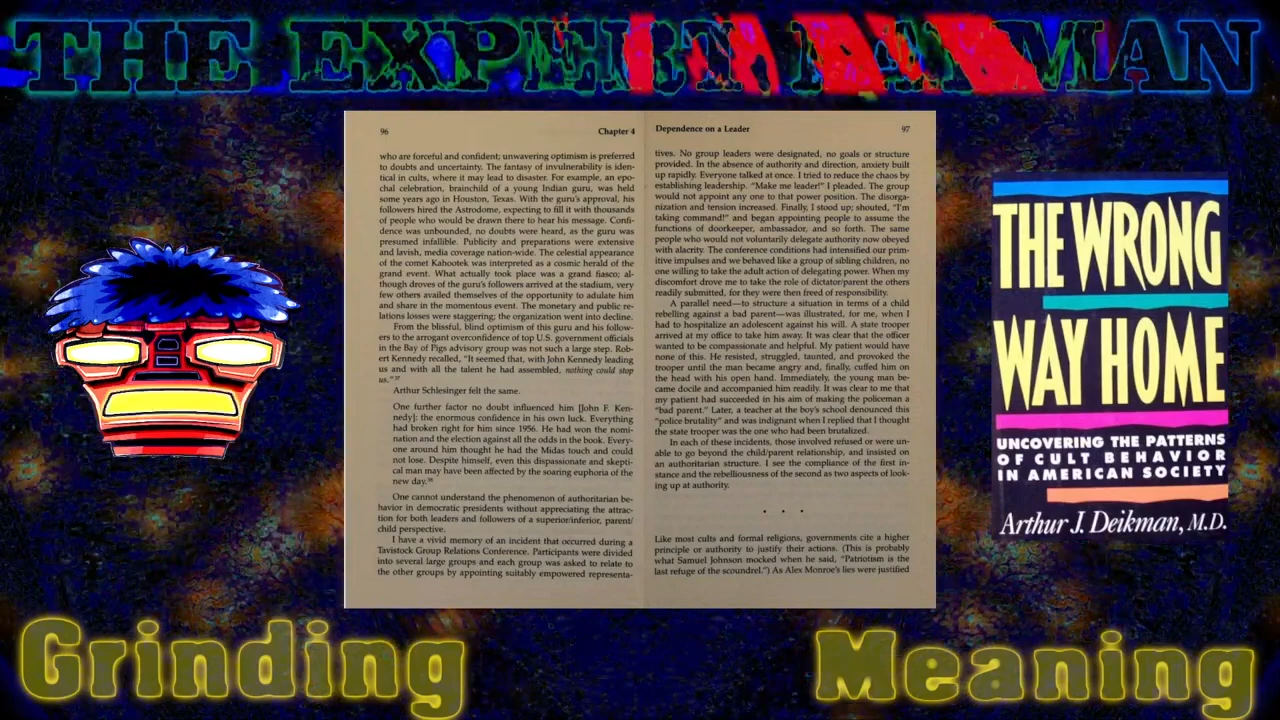 THE EXPERT LAYMAN
96
Chapter 4
who are forceful and confident; unwavering optimism is preferred
to doubts and uncertainty. The fantasy of invulnerability is iden-
tical in cults, where it may lead to disaster. For example, an epo-
chal celebration, brainchild of a young Indian guru, was held
some years ago in Houston, Texas. With the guru's approval, his
followers hired the Astrodome, expecting to fill it with thousands
of people who would be drawn there to hear his message. Confi-
dence was unbounded, no doubts were heard, as the guru was
presumed infallible. Publicity and preparations were extensive
and lavish, media coverage nation-wide. The celestial appearance
of the comet Kahootek was interpreted as a cosmic herald of the
grand event. What actually took place was a grand fiasco; al-
though droves of the guru's followers arrived at the stadium, very
few others availed themselves of the opportunity to adulate him
and share in the momentous event. The monetary and public re-
lations losses were staggering; the organization went into decline.
From the blissful, blind optimism of this guru and his follow-
ers to the arrogant overconfidence of top U.S. government officials
in the Bay of Pigs advisory group was not such a large step. Rob-
ert Kennedy recalled, "It seemed that, with John Kennedy leading
us and with all the talent he had assembled, nothing could stop
us."³⁷
Arthur Schlesinger felt the same.
One further factor no doubt influenced him [John F. Ken-
nedy]: the enormous confidence in his own luck. Everything
had broken right for him since 1956. He had won the nomi-
nation and the election against all the odds in the book. Every-
one around him thought he had the Midas touch and could
not lose. Despite himself, even this dispassionate and skepti-
cal man may have been affected by the soaring euphoria of the
new day.³⁸
One cannot understand the phenomenon of authoritarian be-
havior in democratic presidents without appreciating the attrac-
tion for both leaders and followers of a superior/inferior, parent/
child perspective.
I have a vivid memory of an incident that occurred during a
Tavistock Group Relations Conference. Participants were divided
into several large groups and each group was asked to relate to
the other groups by appointing suitably empowered representa-
Dependence on a Leader
97
tives. No group leaders were designated, no goals or structure
provided. In the absence of authority and direction, anxiety built
up rapidly. Everyone talked at once. I tried to reduce the chaos by
establishing leadership. "Make me leader!" I pleaded. The group
would not appoint any one to that power position. The disorga-
nization and tension increased. Finally, I stood up; shouted, "I'm
taking command!" and began appointing people to assume the
functions of doorkeeper, ambassador, and so forth. The same
people who would not voluntarily delegate authority now obeyed
with alacrity. The conference conditions had intensified our prim-
itive impulses and we behaved like a group of sibling children, no
one willing to take the adult action of delegating power. When my
discomfort drove me to take the role of dictator/parent the others
readily submitted, for they were then freed of responsibility.
A parallel need—to structure a situation in terms of a child
rebelling against a bad parent—was illustrated, for me, when I
had to hospitalize an adolescent against his will. A state trooper
arrived at my office to take him away. It was clear that the officer
wanted to be compassionate and helpful. My patient would have
none of this. He resisted, struggled, taunted, and provoked the
trooper until the man became angry and, finally, cuffed him on
the head with his open hand. Immediately, the young man be-
came docile and accompanied him readily. It was clear to me that
my patient had succeeded in his aim of making the policeman a
"bad parent." Later, a teacher at the boy's school denounced this
"police brutality" and was indignant when I replied that I thought
the state trooper was the one who had been brutalized.
In each of these incidents, those involved refused or were un-
able to go beyond the child/parent relationship, and insisted on
an authoritarian structure. I see the compliance of the first in-
stance and the rebelliousness of the second as two aspects of look-
ing up at authority.
. . .
Like most cults and formal religions, governments cite a higher
principle or authority to justify their actions. (This is probably
what Samuel Johnson mocked when he said, "Patriotism is the
last refuge of the scoundrel.") As Alex Monroe's lies were justified
THE WRONG
WAY HOME
UNCOVERING THE PATTERNS
OF CULT BEHAVIOR
IN AMERICAN SOCIETY
Arthur J. Deikman, M.D.
Grinding
Meaning